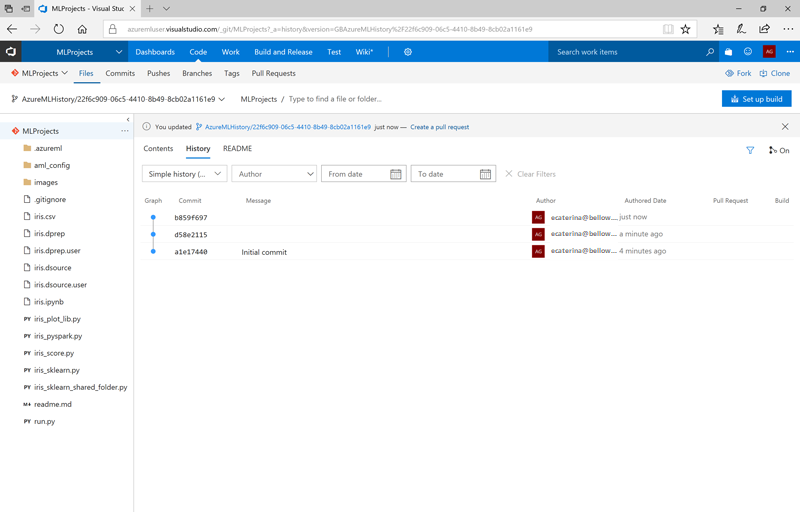 MLProjects - Visual Studi
azuremluser.visualstudio.com/_git/MLProjects?_a=history&version=GBAzureMLHistory%2F22f6c909-06c5-4410-8b49-8cb02a1161e9
MLProjects Dashboards Code Work Build and Release Test Wiki* Search work items AG
MLProjects Files Commits Pushes Branches Tags Pull Requests Fork Clone
AzureMLHistory/22f6c909-06c5-4410-8b49-8cb02a1161e9 MLProjects / Type to find a file or folder... Set up build
MLProjects
.azureml
aml_config
images
.gitignore
iris.csv
iris.dprep
iris.dprep.user
iris.dsource
iris.dsource.user
iris.ipynb
PY iris_plot_lib.py
PY iris_pyspark.py
PY iris_score.py
PY iris_sklearn.py
PY iris_sklearn_shared_folder.py
M+ readme.md
PY run.py
You updated AzureMLHistory/22f6c909-06c5-4410-8b49-8cb02a1161e9 just now — Create a pull request
Contents History README On
Simple history (... Author From date To date Clear Filters
Graph Commit Message Author Authored Date Pull Request Build
b859f697 AG ecaterina@bellow.... just now
d58e2115 AG ecaterina@bellow.... a minute ago
a1e17440 Initial commit AG ecaterina@bellow.... 4 minutes ago